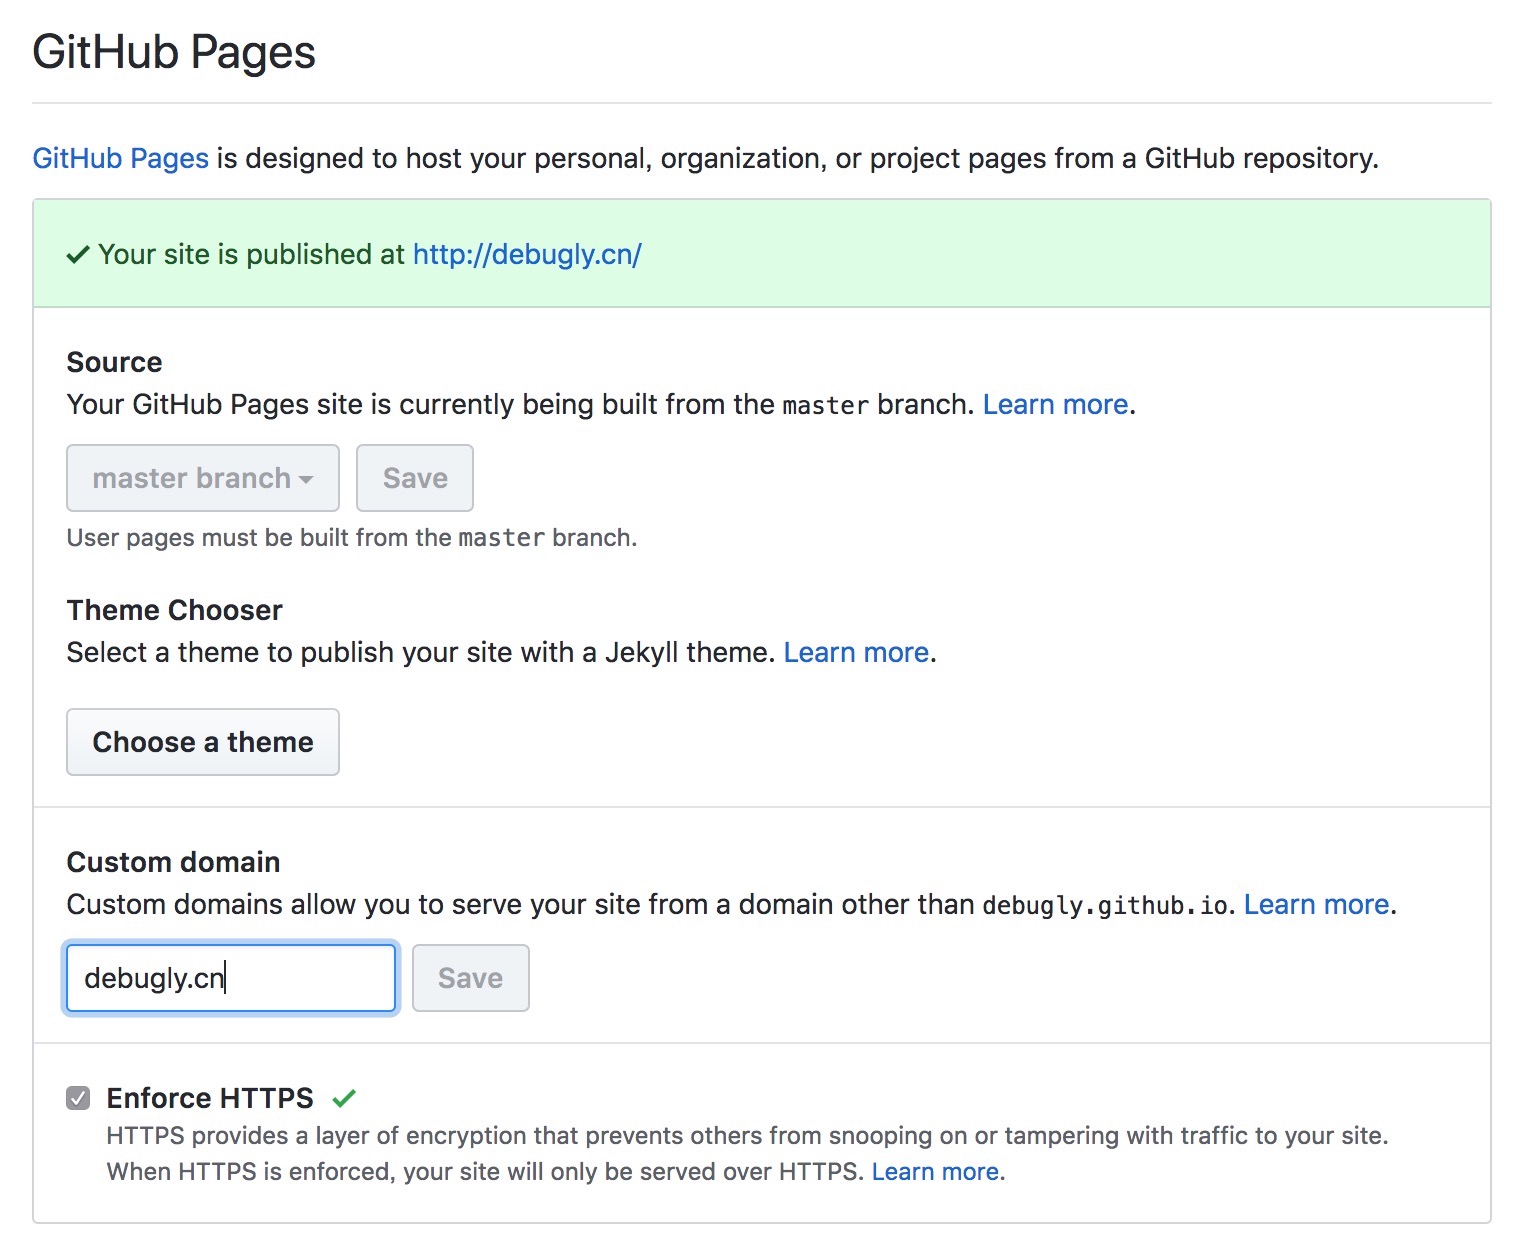 GitHub Pages
GitHub Pages is designed to host your personal, organization, or project pages from a GitHub repository.
Your site is published at http://debugly.cn/
Source
Your GitHub Pages site is currently being built from the master branch. Learn more.
master branch Save
User pages must be built from the master branch.
Theme Chooser
Select a theme to publish your site with a Jekyll theme. Learn more.
Choose a theme
Custom domain
Custom domains allow you to serve your site from a domain other than debugly.github.io. Learn more.
debugly.cn Save
Enforce HTTPS
HTTPS provides a layer of encryption that prevents others from snooping on or tampering with traffic to your site.
When HTTPS is enforced, your site will only be served over HTTPS. Learn more.